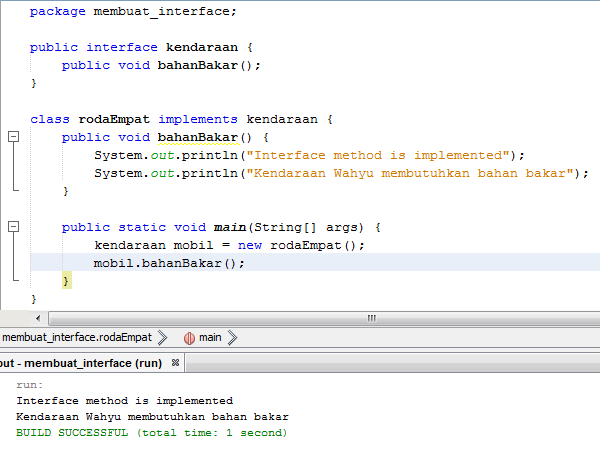 package membuat_interface;
public interface kendaraan {
public void bahanBakar();
}
class rodaEmpat implements kendaraan {
public void bahanBakar() {
System.out.println("Interface method is implemented");
System.out.println("Kendaraan Wahyu membutuhkan bahan bakar");
}
public static void main(String[] args) {
kendaraan mobil = new rodaEmpat();
mobil.bahanBakar();
}
}
membuat_interface.rodaEmpat main
out - membuat_interface (run)
run:
Interface method is implemented
Kendaraan Wahyu membutuhkan bahan bakar
BUILD SUCCESSFUL (total time: 1 second)